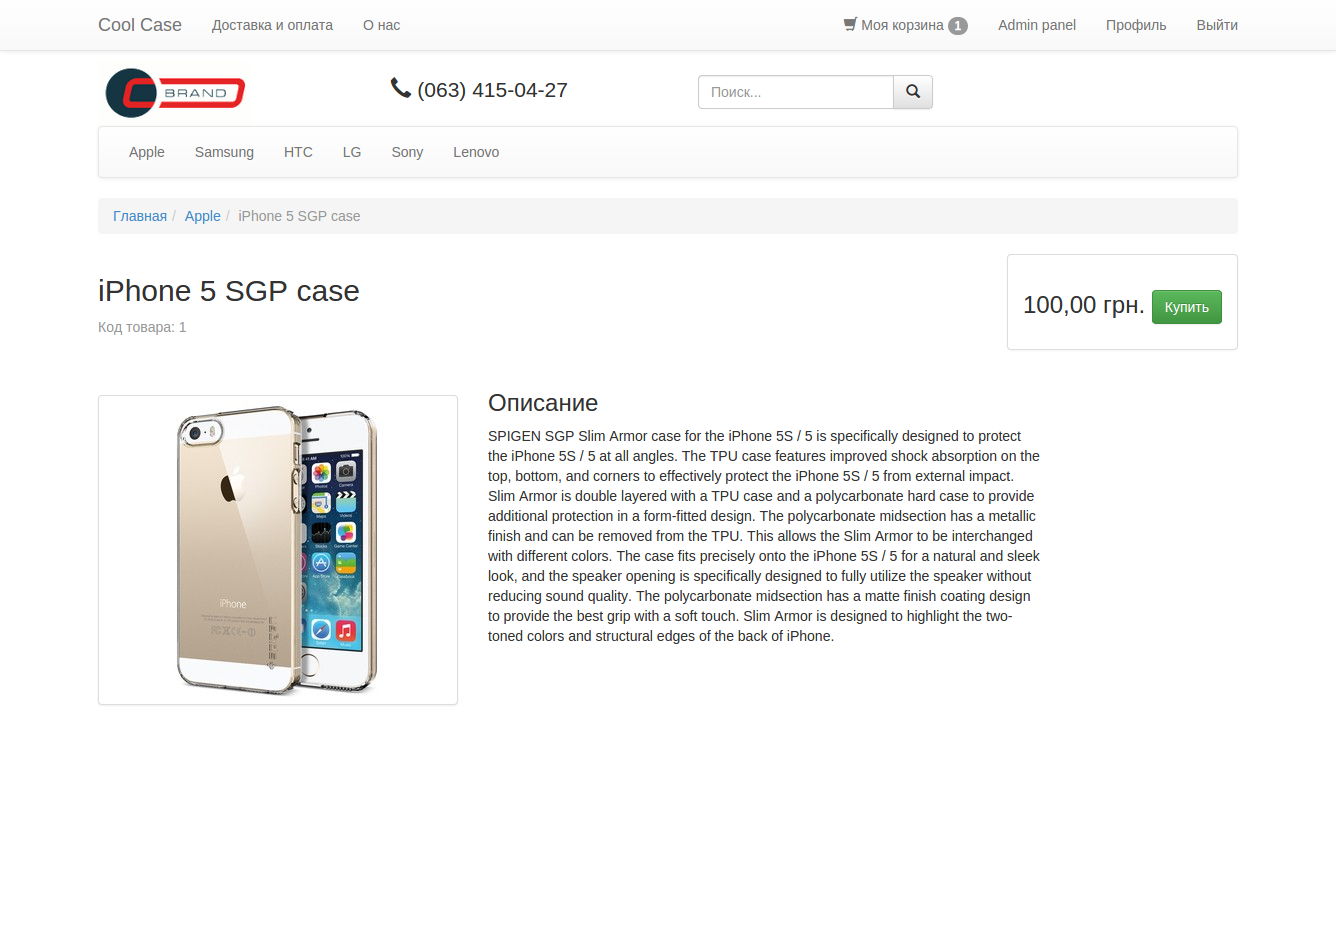 Cool Case Доставка и оплата О нас Моя корзина 1 Admin panel Профиль Выйти
BRAND (063) 415-04-27 Поиск...
Apple Samsung HTC LG Sony Lenovo
Главная / Apple / iPhone 5 SGP case
iPhone 5 SGP case
Код товара: 1
100,00 грн. Купить
Описание
SPIGEN SGP Slim Armor case for the iPhone 5S / 5 is specifically designed to protect
the iPhone 5S / 5 at all angles. The TPU case features improved shock absorption on the
top, bottom, and corners to effectively protect the iPhone 5S / 5 from external impact.
Slim Armor is double layered with a TPU case and a polycarbonate hard case to provide
additional protection in a form-fitted design. The polycarbonate midsection has a metallic
finish and can be removed from the TPU. This allows the Slim Armor to be interchanged
with different colors. The case fits precisely onto the iPhone 5S / 5 for a natural and sleek
look, and the speaker opening is specifically designed to fully utilize the speaker without
reducing sound quality. The polycarbonate midsection has a matte finish coating design
to provide the best grip with a soft touch. Slim Armor is designed to highlight the two-
toned colors and structural edges of the back of iPhone.
Photos Camera
Maps Videos
Game Center
App Store
iPhone